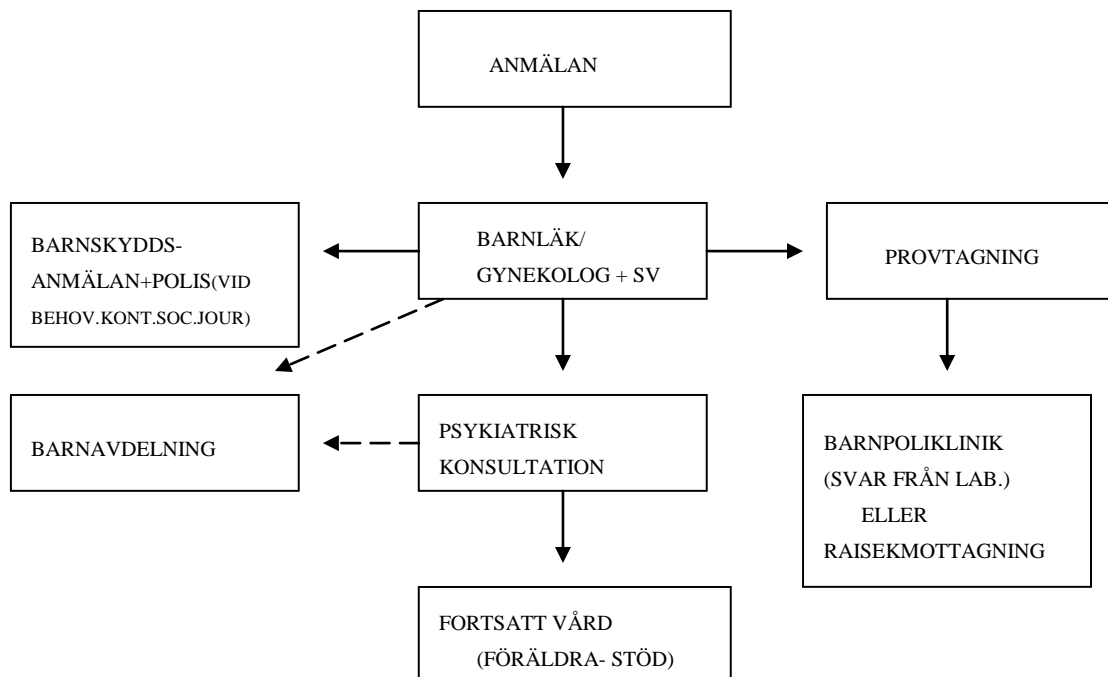 ANMÄLAN
BARNSKYDDS-
ANMÄLAN+POLIS(VID
BEHOV.KONT.SOC.JOUR)
BARNLÄK/
GYNEKOLOG + SV
PROVTAGNING
BARNAVDELNING
PSYKIATRISK
KONSULTATION
BARNPOLIKLINIK
(SVAR FRÅN LAB.)
ELLER
RAISEKMOTTAGNING
FORTSATT VÅRD
(FÖRÄLDRA- STÖD)